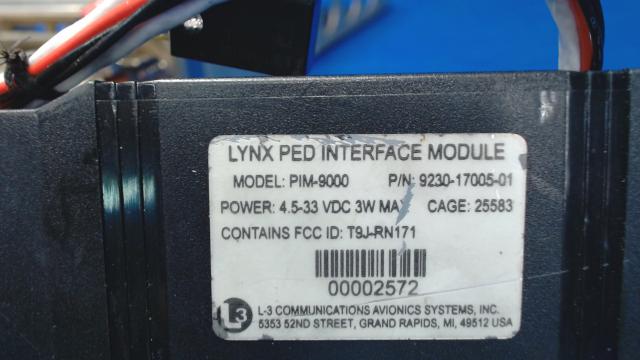 LYNX PED INTERFACE MODULE
MODEL: PIM-9000 P/N: 9230-17005-01
POWER: 4.5-33 VDC 3W MAX CAGE: 25583
CONTAINS FCC ID: T9J-RN171
00002572
L3 L-3 COMMUNICATIONS AVIONICS SYSTEMS, INC.
5353 52ND STREET, GRAND RAPIDS, MI, 49512 USA